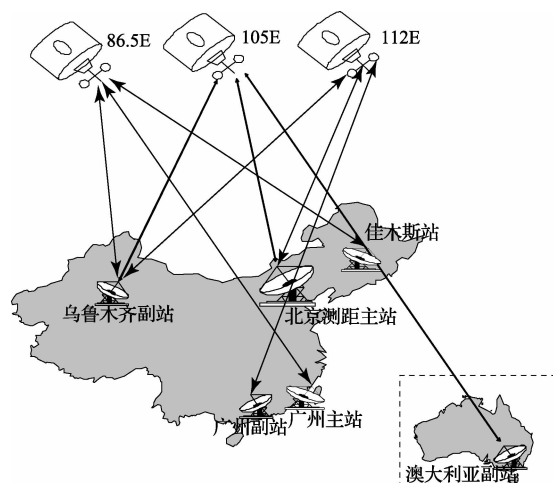 86.5E
105E
112E
佳木斯站
乌鲁木齐副站
北京测距主站
广州副站
广州主站
澳大利亚副站